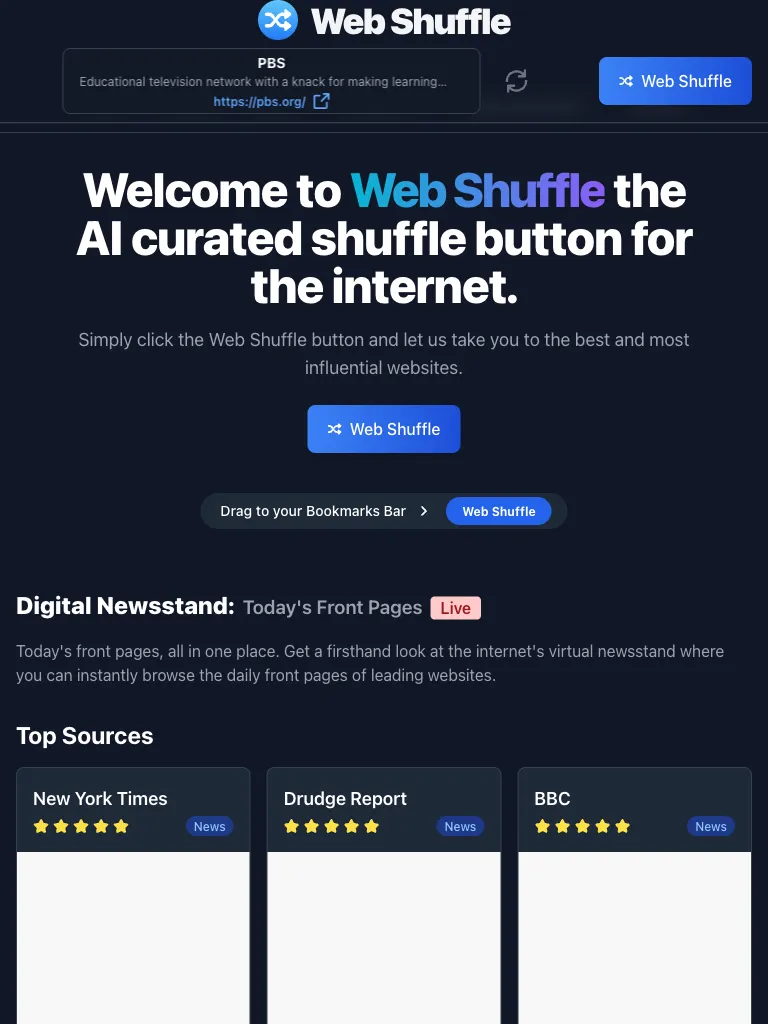 Web Shuffle
PBS
Educational television network with a knack for making learning...
https://pbs.org/
Web Shuffle
Welcome to Web Shuffle the
AI curated shuffle button for
the internet.
Simply click the Web Shuffle button and let us take you to the best and most
influential websites.
Web Shuffle
Drag to your Bookmarks Bar
Web Shuffle
Digital Newsstand: Today's Front Pages Live
Today's front pages, all in one place. Get a firsthand look at the internet's virtual newsstand where
you can instantly browse the daily front pages of leading websites.
Top Sources
New York Times
News
Drudge Report
News
BBC
News